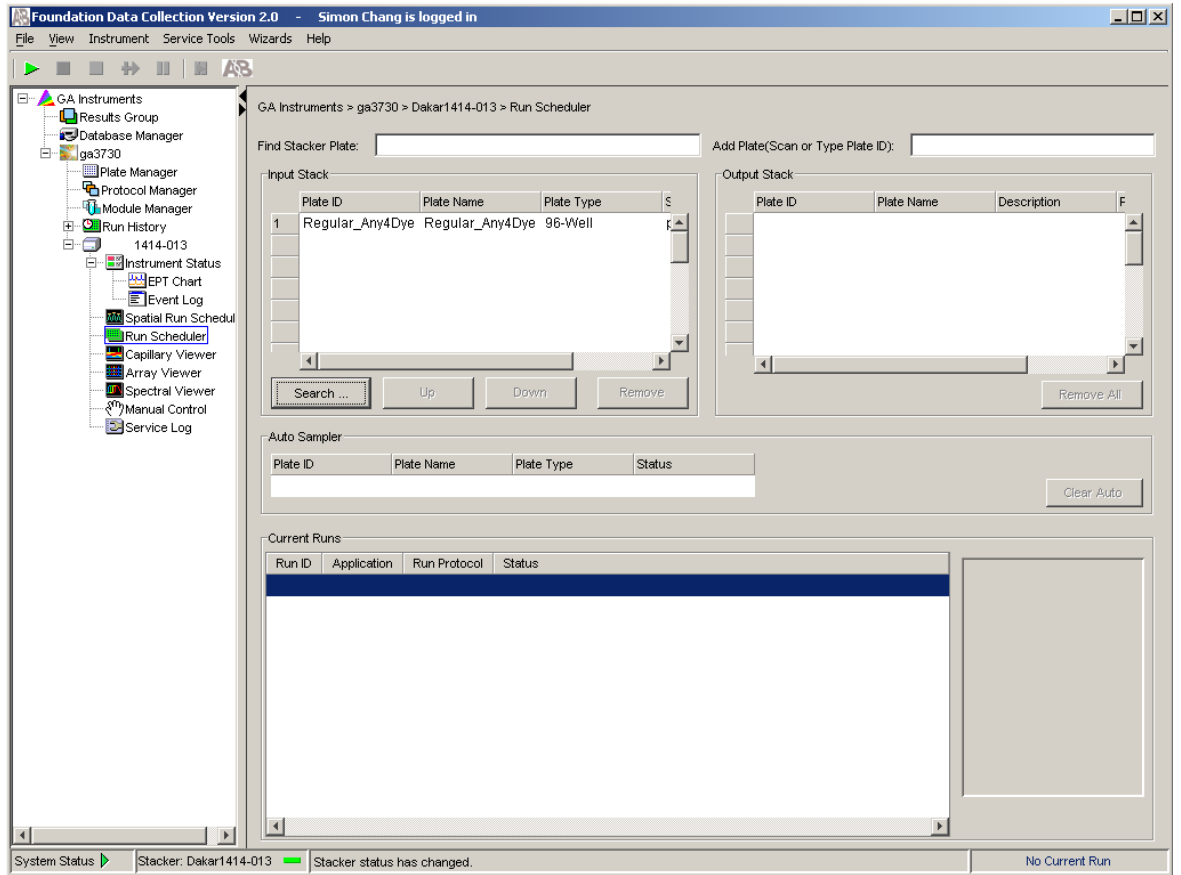 Foundation Data Collection Version 2.0 - Simon Chang is logged in
File View Instrument Service Tools Wizards Help
AB
GA Instruments
Results Group
Database Manager
ga3730
Plate Manager
Protocol Manager
Module Manager
Run History
1414-013
Instrument Status
EPT Chart
Event Log
Spatial Run Schedul
Run Scheduler
Capillary Viewer
Array Viewer
Spectral Viewer
Manual Control
Service Log
GA Instruments > ga3730 > Dakar1414-013 > Run Scheduler
Find Stacker Plate: Add Plate(Scan or Type Plate ID):
Input Stack
Plate ID Plate Name Plate Type S
1 Regular_Any4Dye Regular_Any4Dye 96-Well
Search ... Up Down Remove
Output Stack
Plate ID Plate Name Description
Remove All
Auto Sampler
Plate ID Plate Name Plate Type Status
Clear Auto
Current Runs
Run ID Application Run Protocol Status
System Status Stacker: Dakar1414-013 Stacker status has changed. No Current Run